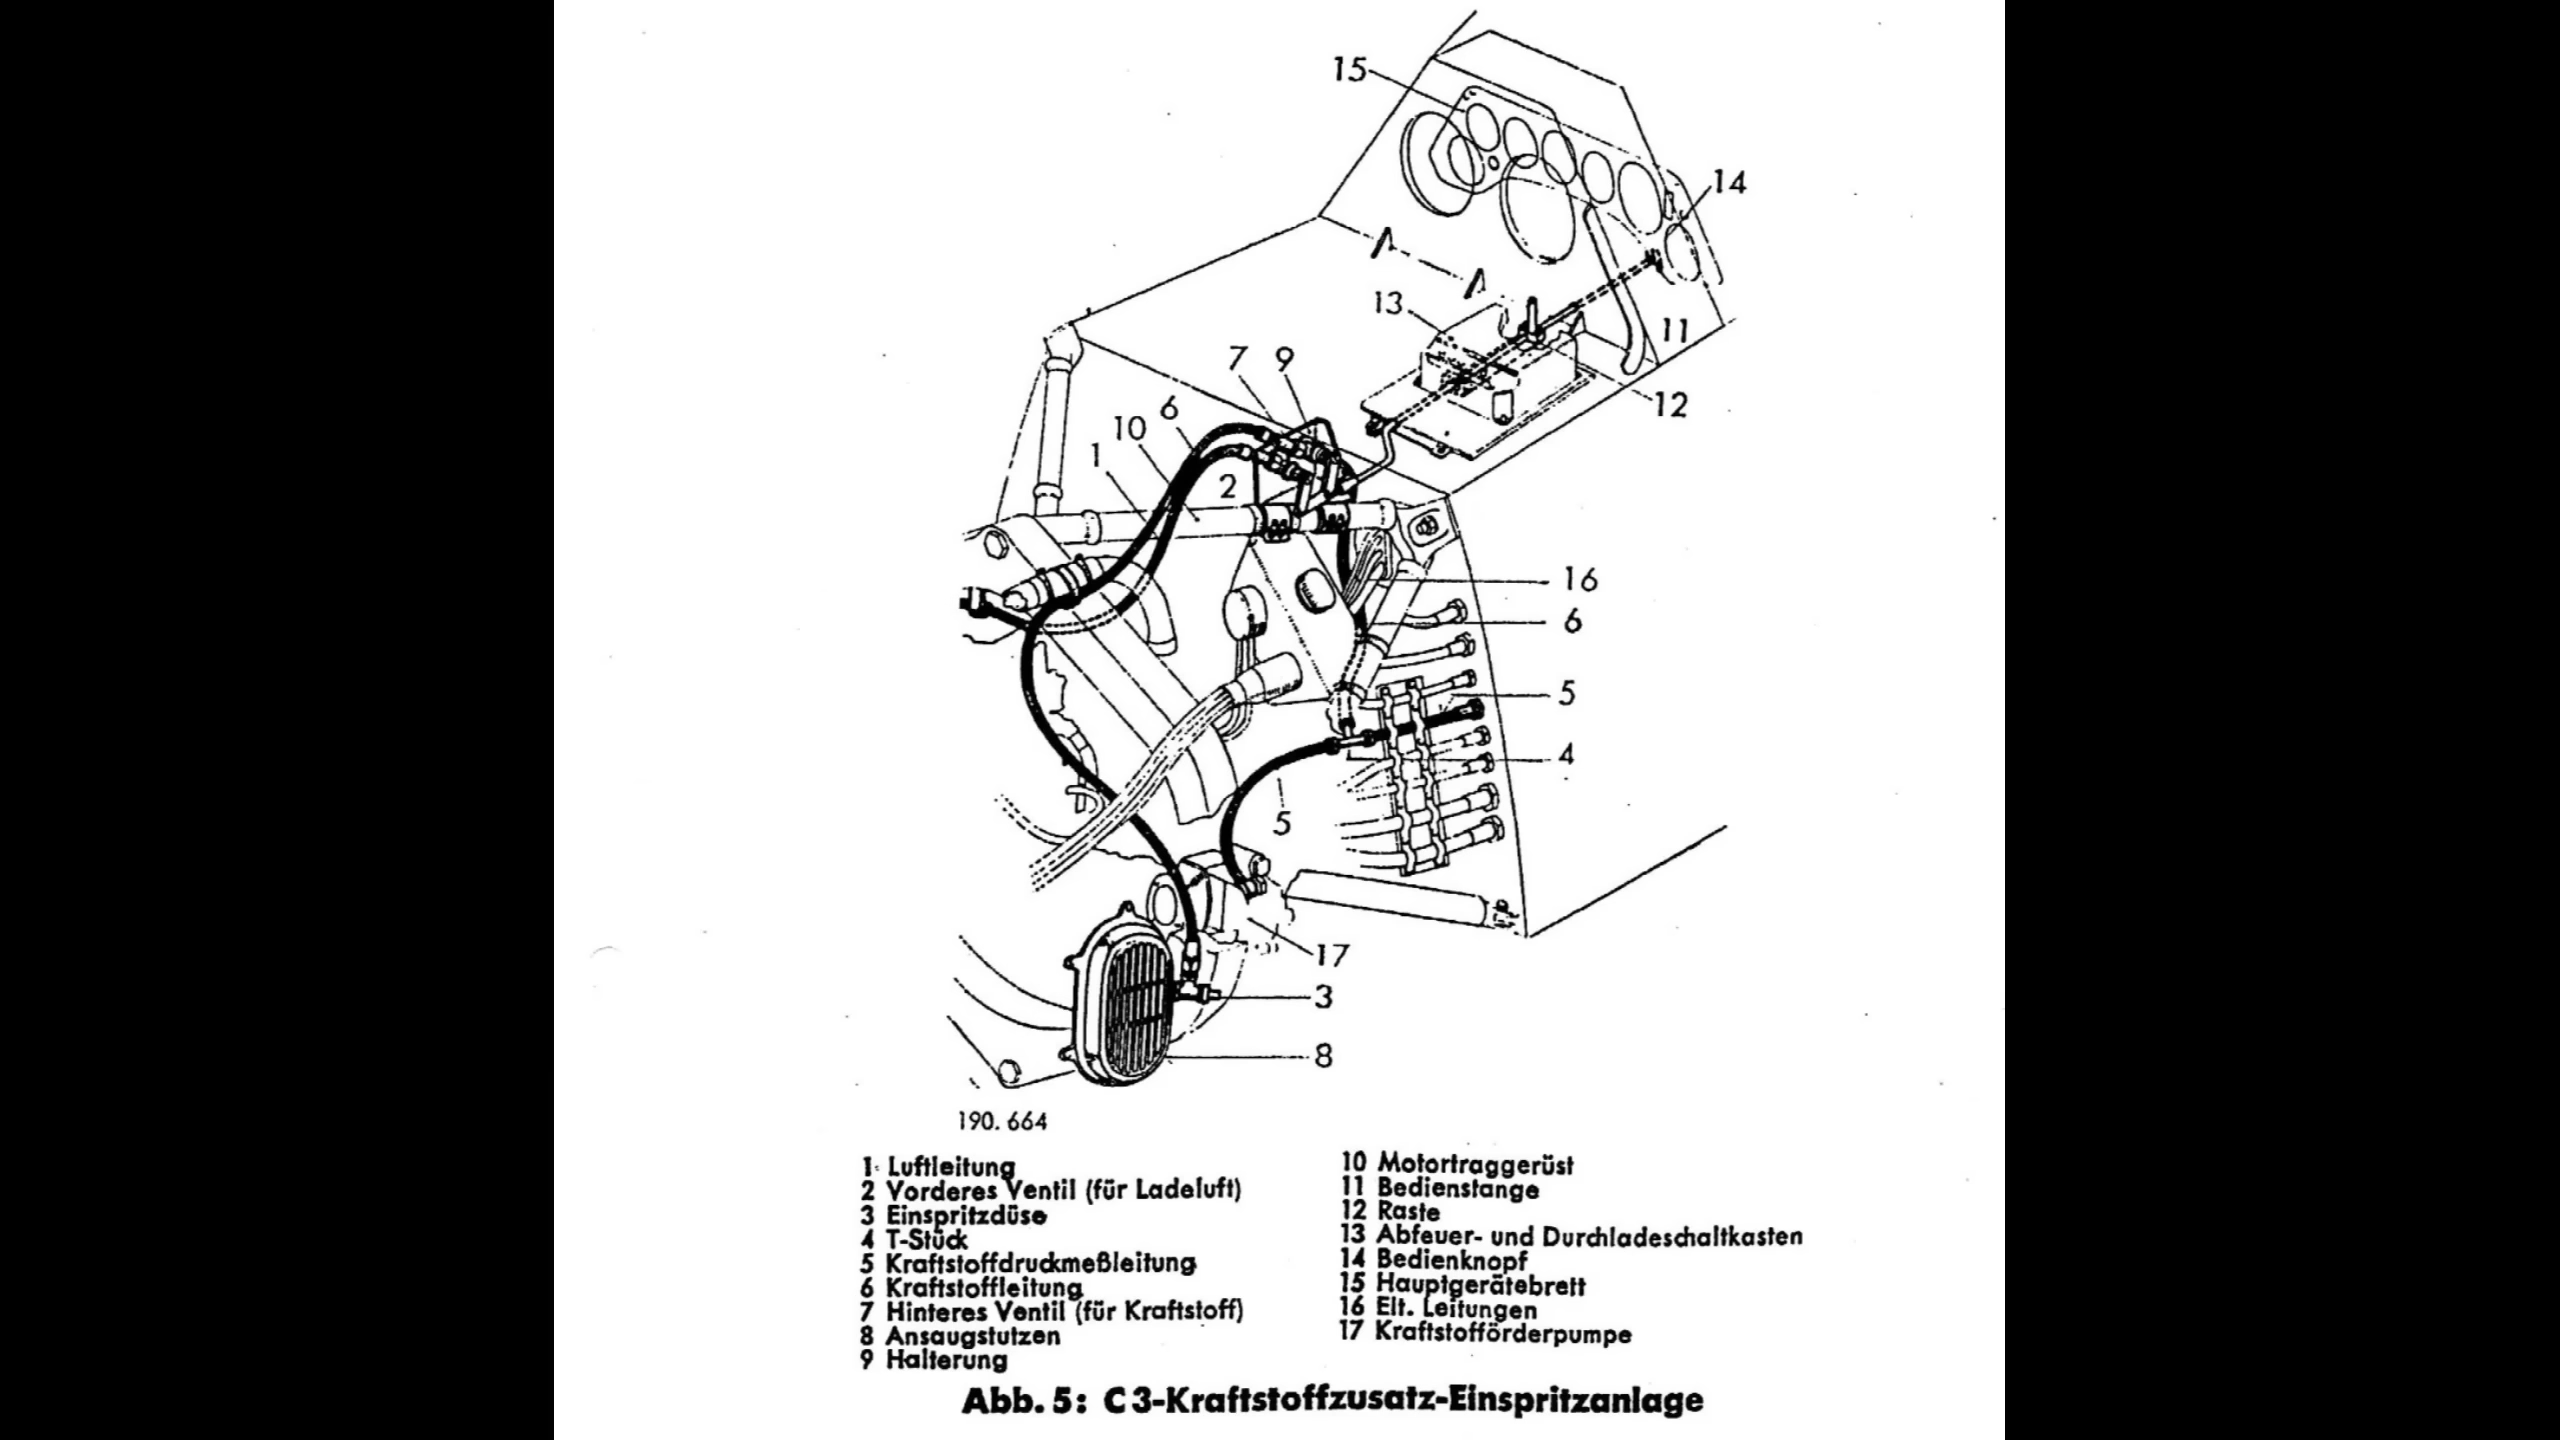 15
14
13
11
7 9
12
6
10
1
2
16
6
5
4
5
17
3
8
190.664
1 Luftleitung
2 Vorderes Ventil (für Ladeluft)
3 Einspritzdüse
4 T-Stück
5 Kraftstoffdruckmeßleitung
6 Kraftstoffleitung
7 Hinteres Ventil (für Kraftstoff)
8 Ansaugstutzen
9 Halterung
10 Motortraggerüst
11 Bedienstange
12 Raste
13 Abfeuer- und Durchladeschaltkasten
14 Bedienknopf
15 Hauptgerätebrett
16 Elt. Leitungen
17 Kraftstofförderpumpe
Abb. 5: C 3-Kraftstoffzusatz-Einspritzanlage